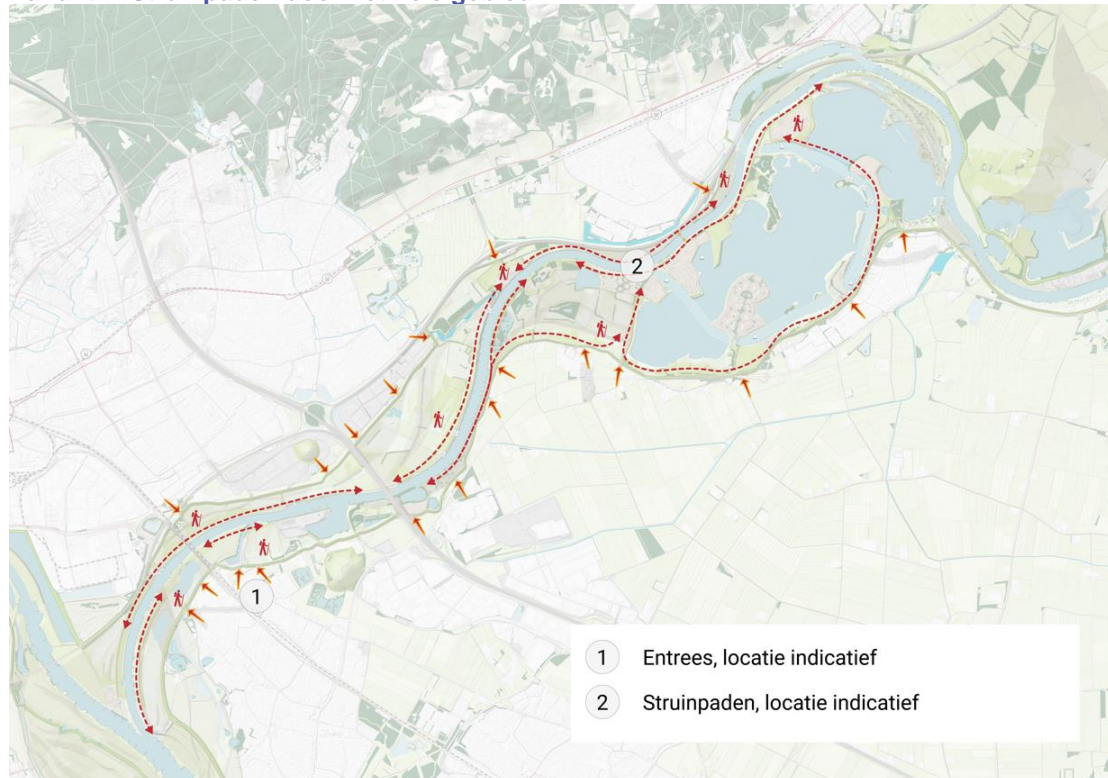 2
1
1 Entrees, locatie indicatief
2 Struinpaden, locatie indicatief